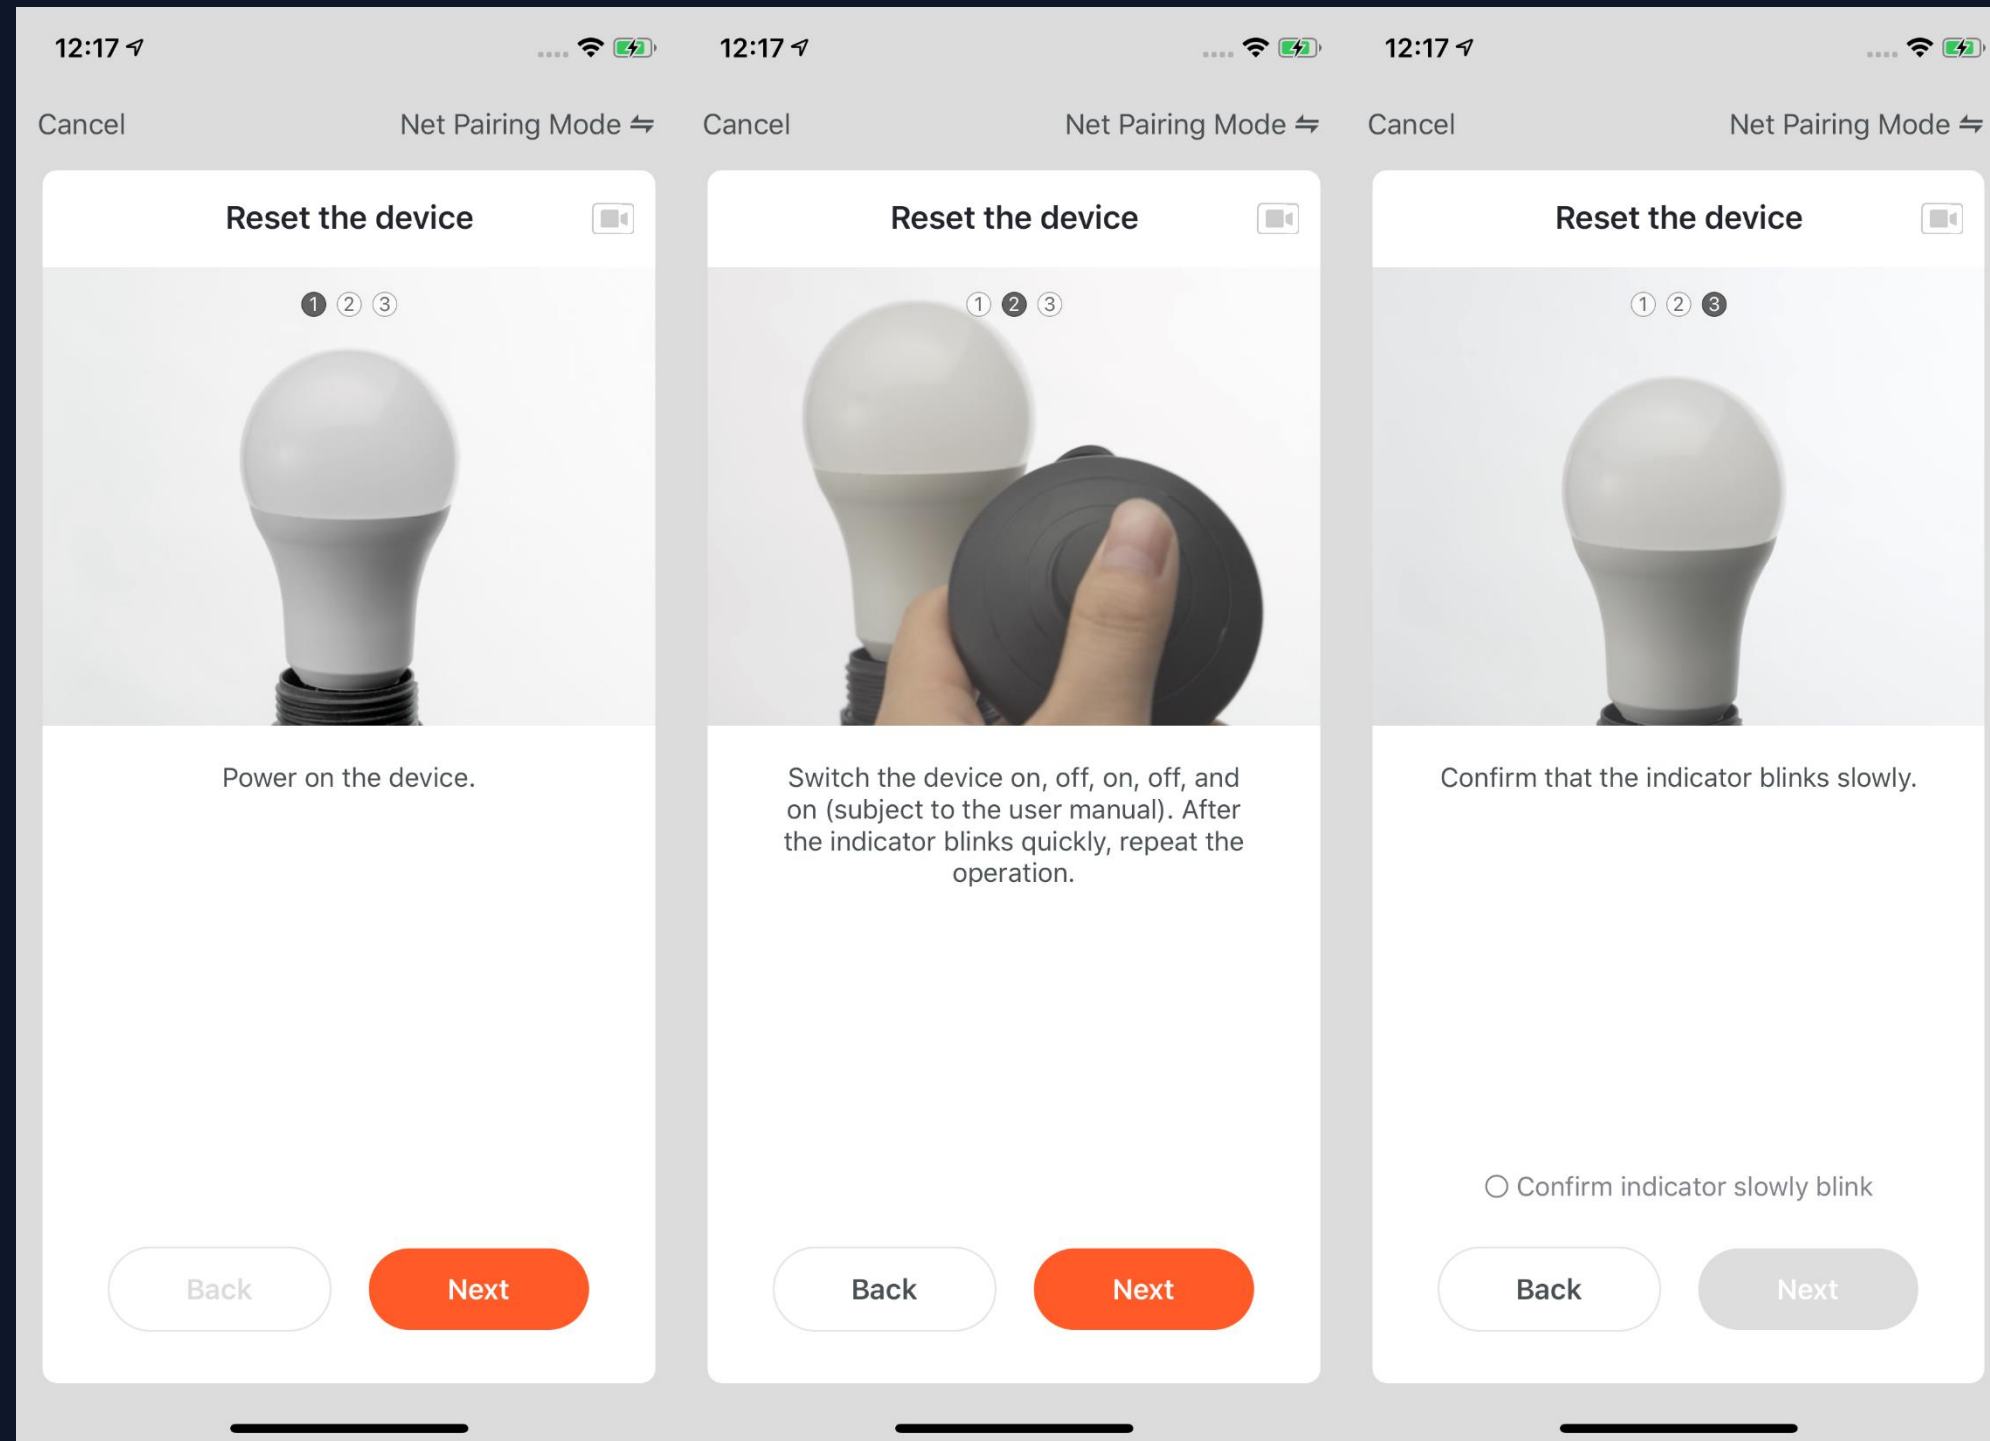 12:17
Cancel
Net Pairing Mode
Reset the device
1 2 3
Power on the device.
Back
Next
12:17
Cancel
Net Pairing Mode
Reset the device
1 2 3
Switch the device on, off, on, off, and
on (subject to the user manual). After
the indicator blinks quickly, repeat the
operation.
Back
Next
12:17
Cancel
Net Pairing Mode
Reset the device
1 2 3
Confirm that the indicator blinks slowly.
Confirm indicator slowly blink
Back
Next